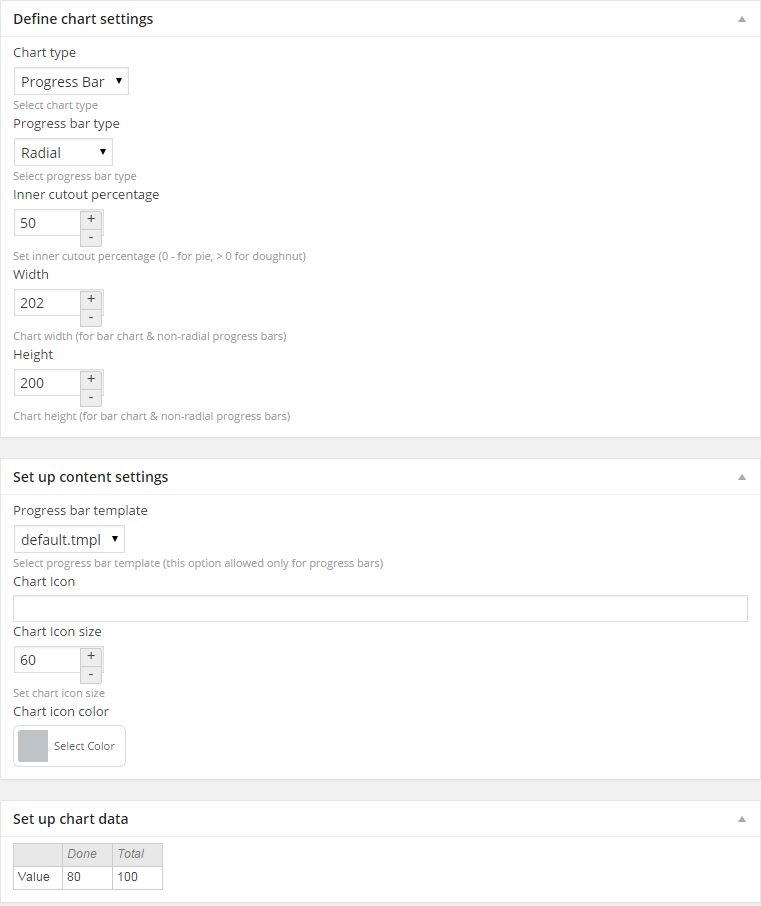 Define chart settings
Chart type
Progress Bar
Select chart type
Progress bar type
Radial
Select progress bar type
Inner cutout percentage
50
+
-
Set inner cutout percentage (0 - for pie, > 0 for doughnut)
Width
202
+
-
Chart width (for bar chart & non-radial progress bars)
Height
200
+
-
Chart height (for bar chart & non-radial progress bars)
Set up content settings
Progress bar template
default.tmpl
Select progress bar template (this option allowed only for progress bars)
Chart Icon
Chart Icon size
60
+
-
Set chart icon size
Chart icon color
Select Color
Set up chart data
Done Total
Value 80 100